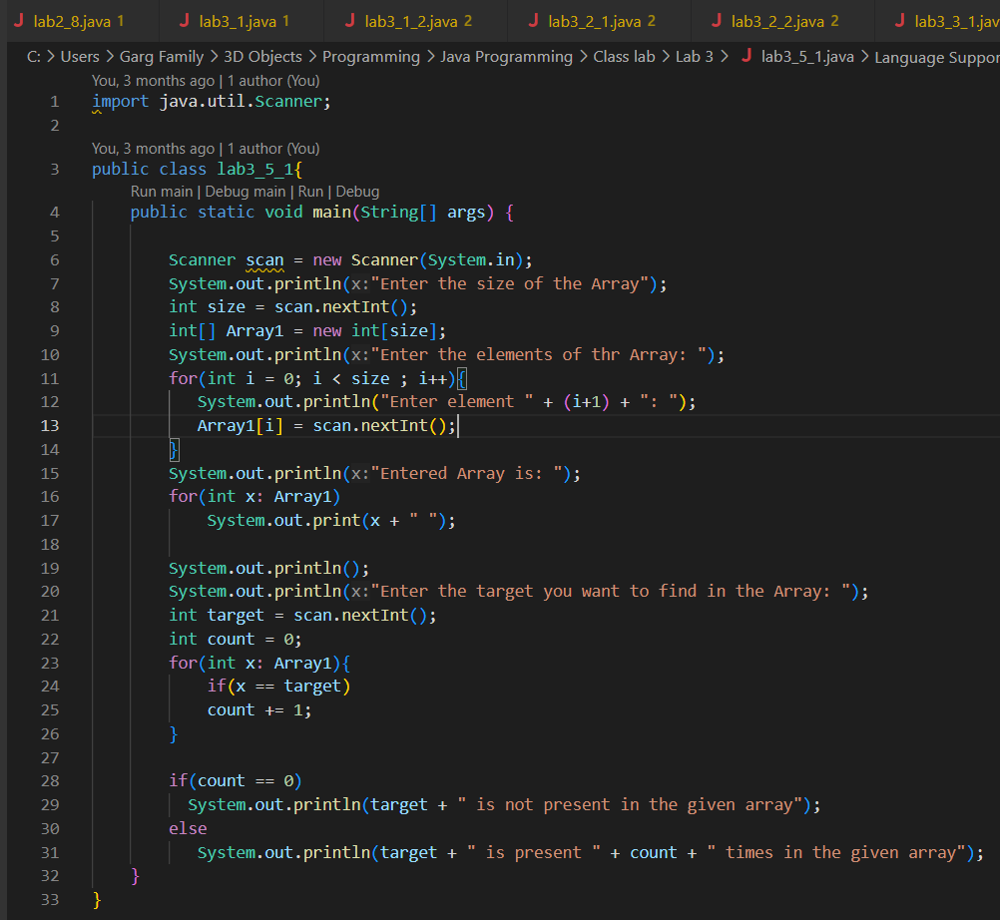 lab2_8.java 1 lab3_1.java 1 lab3_1_2.java 2 lab3_2_1.java 2 lab3_2_2.java 2 lab3_3_1.jav
C: > Users > Garg Family > 3D Objects > Programming > Java Programming > Class lab > Lab 3 > J lab3_5_1.java > Language Suppor
You, 3 months ago | 1 author (You)
1 import java.util.Scanner;
2
You, 3 months ago | 1 author (You)
3 public class lab3_5_1{
Run main | Debug main | Run | Debug
4 public static void main(String[] args) {
5
6 Scanner scan = new Scanner(System.in);
7 System.out.println(x:"Enter the size of the Array");
8 int size = scan.nextInt();
9 int[] Array1 = new int[size];
10 System.out.println(x:"Enter the elements of thr Array: ");
11 for(int i = 0; i < size ; i++){
12 System.out.println("Enter element " + (i+1) + ": ");
13 Array1[i] = scan.nextInt();
14 }
15 System.out.println(x:"Entered Array is: ");
16 for(int x: Array1)
17 System.out.print(x + " ");
18
19 System.out.println();
20 System.out.println(x:"Enter the target you want to find in the Array: ");
21 int target = scan.nextInt();
22 int count = 0;
23 for(int x: Array1){
24 if(x == target)
25 count += 1;
26 }
27
28 if(count == 0)
29 System.out.println(target + " is not present in the given array");
30 else
31 System.out.println(target + " is present " + count + " times in the given array");
32 }
33 }